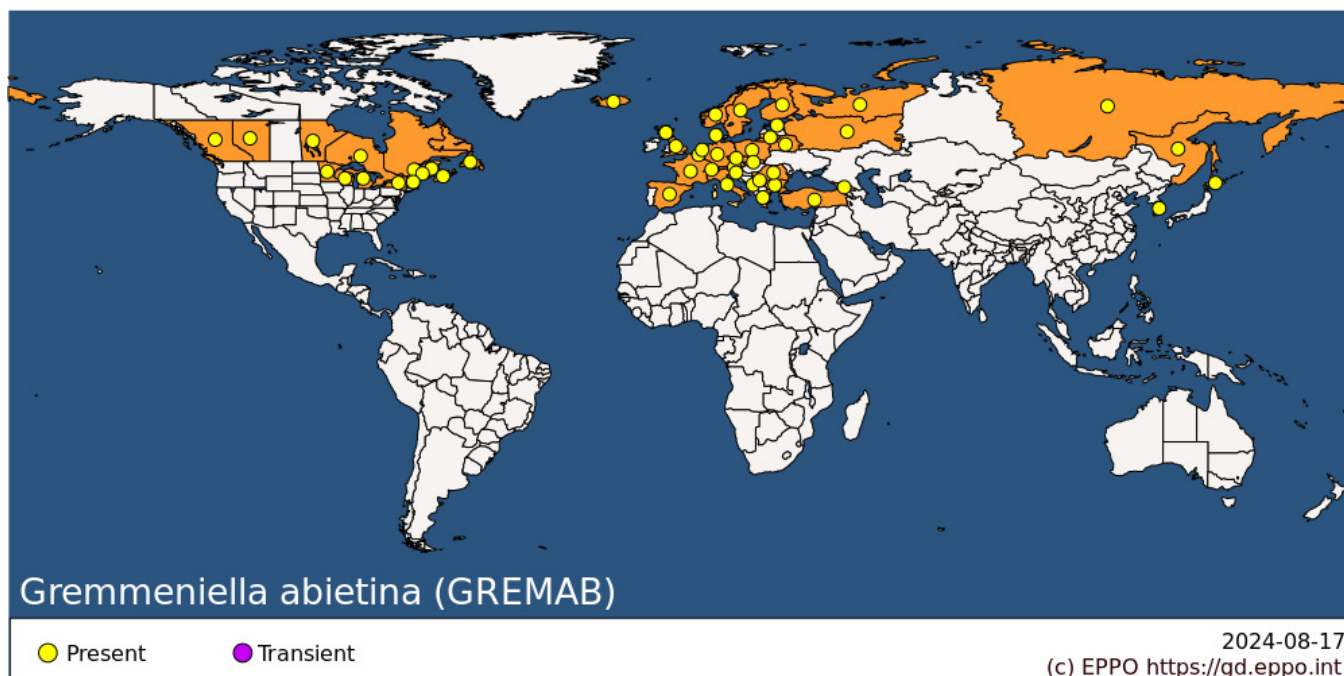 Gremmeniella abietina (GREMAB)
Present
Transient
2024-08-17
(c) EPPO https://gd.eppo.int